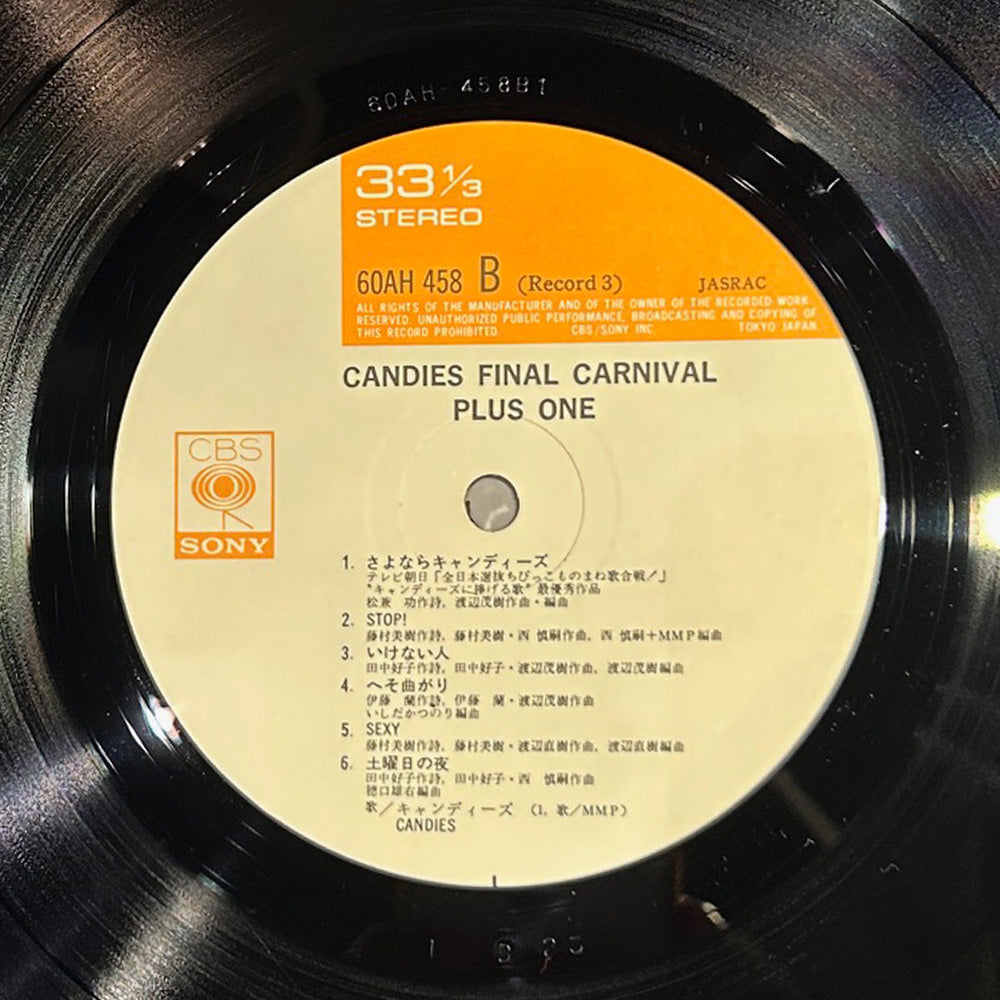 60AH-458B1
33 1/3
STEREO
60AH 458 B (Record 3) JASRAC
ALL RIGHTS OF THE MANUFACTURER AND OF THE OWNER OF THE RECORDED WORK
RESERVED. UNAUTHORIZED PUBLIC PERFORMANCE, BROADCASTING AND COPYING OF
THIS RECORD PROHIBITED. CBS/SONY INC. TOKYO JAPAN.
CANDIES FINAL CARNIVAL
PLUS ONE
CBS
SONY
1. さよならキャンディーズ
テレビ朝日「全日本選抜ちびっこものまね歌合戦!」
"キャンディーズに捧げる歌" 最優秀作品
松兼 功作詩, 渡辺茂樹作曲・編曲
2. STOP!
藤村美樹作詩, 藤村美樹・西 慎嗣作曲, 西 慎嗣+MMP編曲
3. いけない人
田中好子作詩, 田中好子・渡辺茂樹作曲, 渡辺茂樹編曲
4. へそ曲がり
伊藤 蘭作詩, 伊藤 蘭・渡辺茂樹作曲
いしだかつのり編曲
5. SEXY
藤村美樹作詩, 藤村美樹・渡辺直樹作曲, 渡辺直樹編曲
6. 土曜日の夜
田中好子作詩, 田中好子・西 慎嗣作曲
穂口雄右編曲
歌/キャンディーズ (1, 歌/MMP)
CANDIES